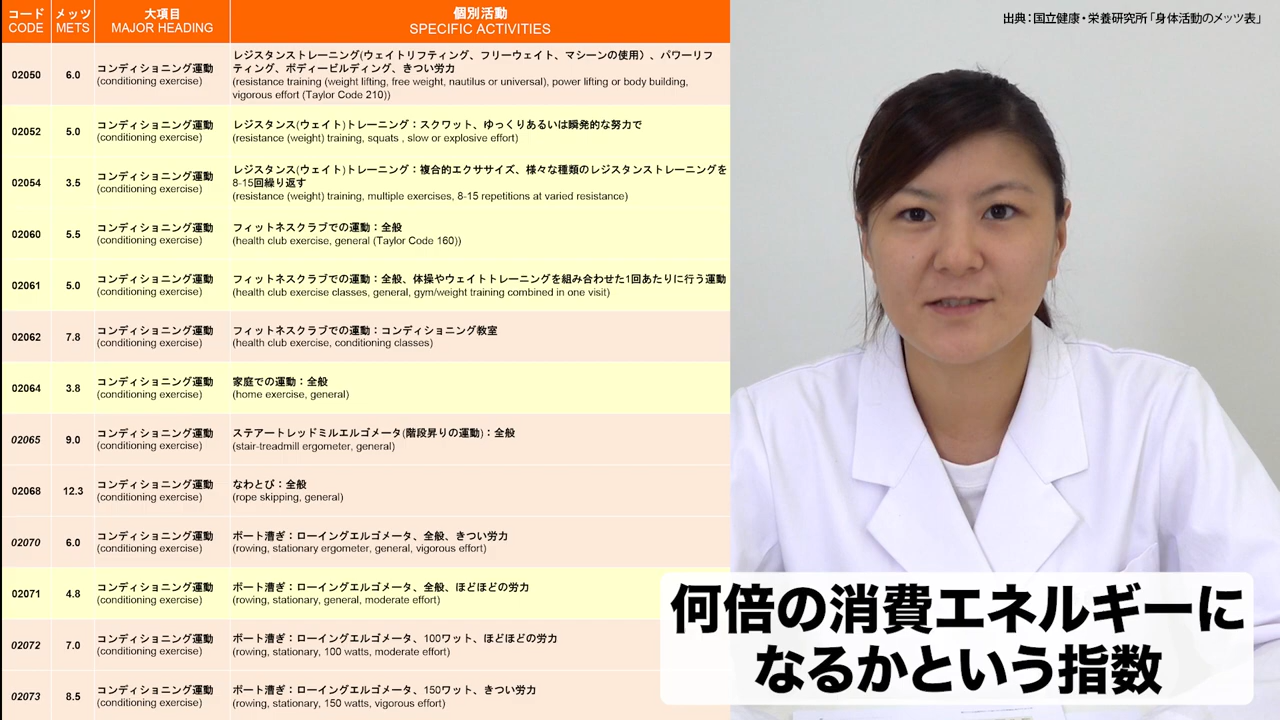 コード メッツ 大項目 個別活動
CODE METS MAJOR HEADING SPECIFIC ACTIVITIES
02050 6.0 コンディショニング運動 (conditioning exercise)
レジスタンストレーニング(ウェイトリフティング、フリーウェイト、マシーンの使用）、パワーリフ
ティング、ボディービルディング、きつい労力
(resistance training (weight lifting, free weight, nautilus or universal), power lifting or body building,
vigorous effort (Taylor Code 210))
02052 5.0 コンディショニング運動 (conditioning exercise)
レジスタンス(ウェイト)トレーニング：スクワット、ゆっくりあるいは瞬発的な努力で
(resistance (weight) training, squats , slow or explosive effort)
02054 3.5 コンディショニング運動 (conditioning exercise)
レジスタンス(ウェイト)トレーニング：複合的エクササイズ、様々な種類のレジスタンストレーニングを
8-15回繰り返す
(resistance (weight) training, multiple exercises, 8-15 repetitions at varied resistance)
02060 5.5 コンディショニング運動 (conditioning exercise)
フィットネスクラブでの運動：全般
(health club exercise, general (Taylor Code 160))
02061 5.0 コンディショニング運動 (conditioning exercise)
フィットネスクラブでの運動：全般、体操やウェイトトレーニングを組み合わせた1回あたりに行う運動
(health club exercise classes, general, gym/weight training combined in one visit)
02062 7.8 コンディショニング運動 (conditioning exercise)
フィットネスクラブでの運動：コンディショニング教室
(health club exercise, conditioning classes)
02064 3.8 コンディショニング運動 (conditioning exercise)
家庭での運動：全般
(home exercise, general)
02065 9.0 コンディショニング運動 (conditioning exercise)
ステアートレッドミルエルゴメータ(階段昇りの運動)：全般
(stair-treadmill ergometer, general)
02068 12.3 コンディショニング運動 (conditioning exercise)
なわとび：全般
(rope skipping, general)
02070 6.0 コンディショニング運動 (conditioning exercise)
ボート漕ぎ：ローイングエルゴメータ、全般、きつい労力
(rowing, stationary ergometer, general, vigorous effort)
02071 4.8 コンディショニング運動 (conditioning exercise)
ボート漕ぎ：ローイングエルゴメータ、全般、ほどほどの労力
(rowing, stationary, general, moderate effort)
02072 7.0 コンディショニング運動 (conditioning exercise)
ボート漕ぎ：ローイングエルゴメータ、100ワット、ほどほどの労力
(rowing, stationary, 100 watts, moderate effort)
02073 8.5 コンディショニング運動 (conditioning exercise)
ボート漕ぎ：ローイングエルゴメータ、150ワット、きつい労力
(rowing, stationary, 150 watts, vigorous effort)
出典：国立健康・栄養研究所「身体活動のメッツ表」
何倍の消費エネルギーに
なるかという指数